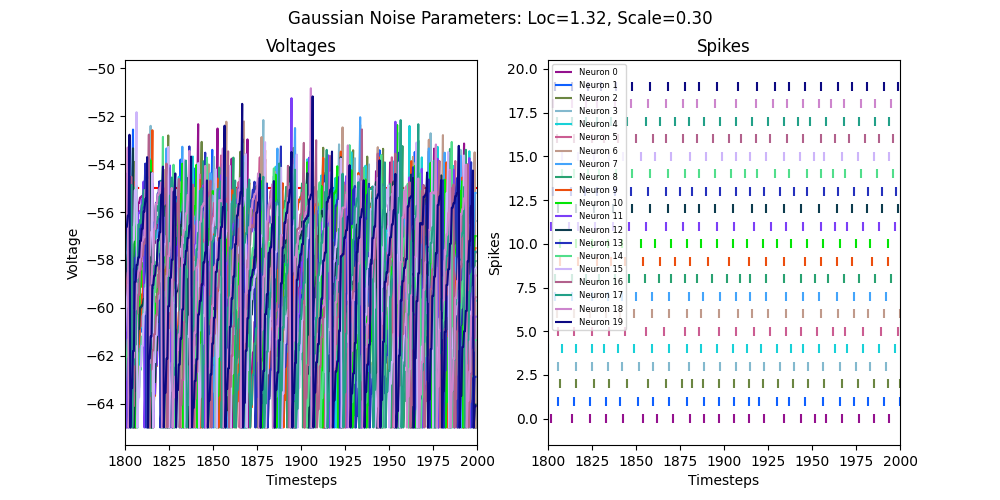 Gaussian Noise Parameters: Loc=1.32, Scale=0.30
Voltages
−50
−52
−54
−56
−58
−60
−62
−64
Voltage
1800 1825 1850 1875 1900 1925 1950 1975 2000
Timesteps
Spikes
20.0
17.5
15.0
12.5
10.0
7.5
5.0
2.5
0.0
Spikes
Neuron 0
Neuron 1
Neuron 2
Neuron 3
Neuron 4
Neuron 5
Neuron 6
Neuron 7
Neuron 8
Neuron 9
Neuron 10
Neuron 11
Neuron 12
Neuron 13
Neuron 14
Neuron 15
Neuron 16
Neuron 17
Neuron 18
Neuron 19
1800 1825 1850 1875 1900 1925 1950 1975 2000
Timesteps